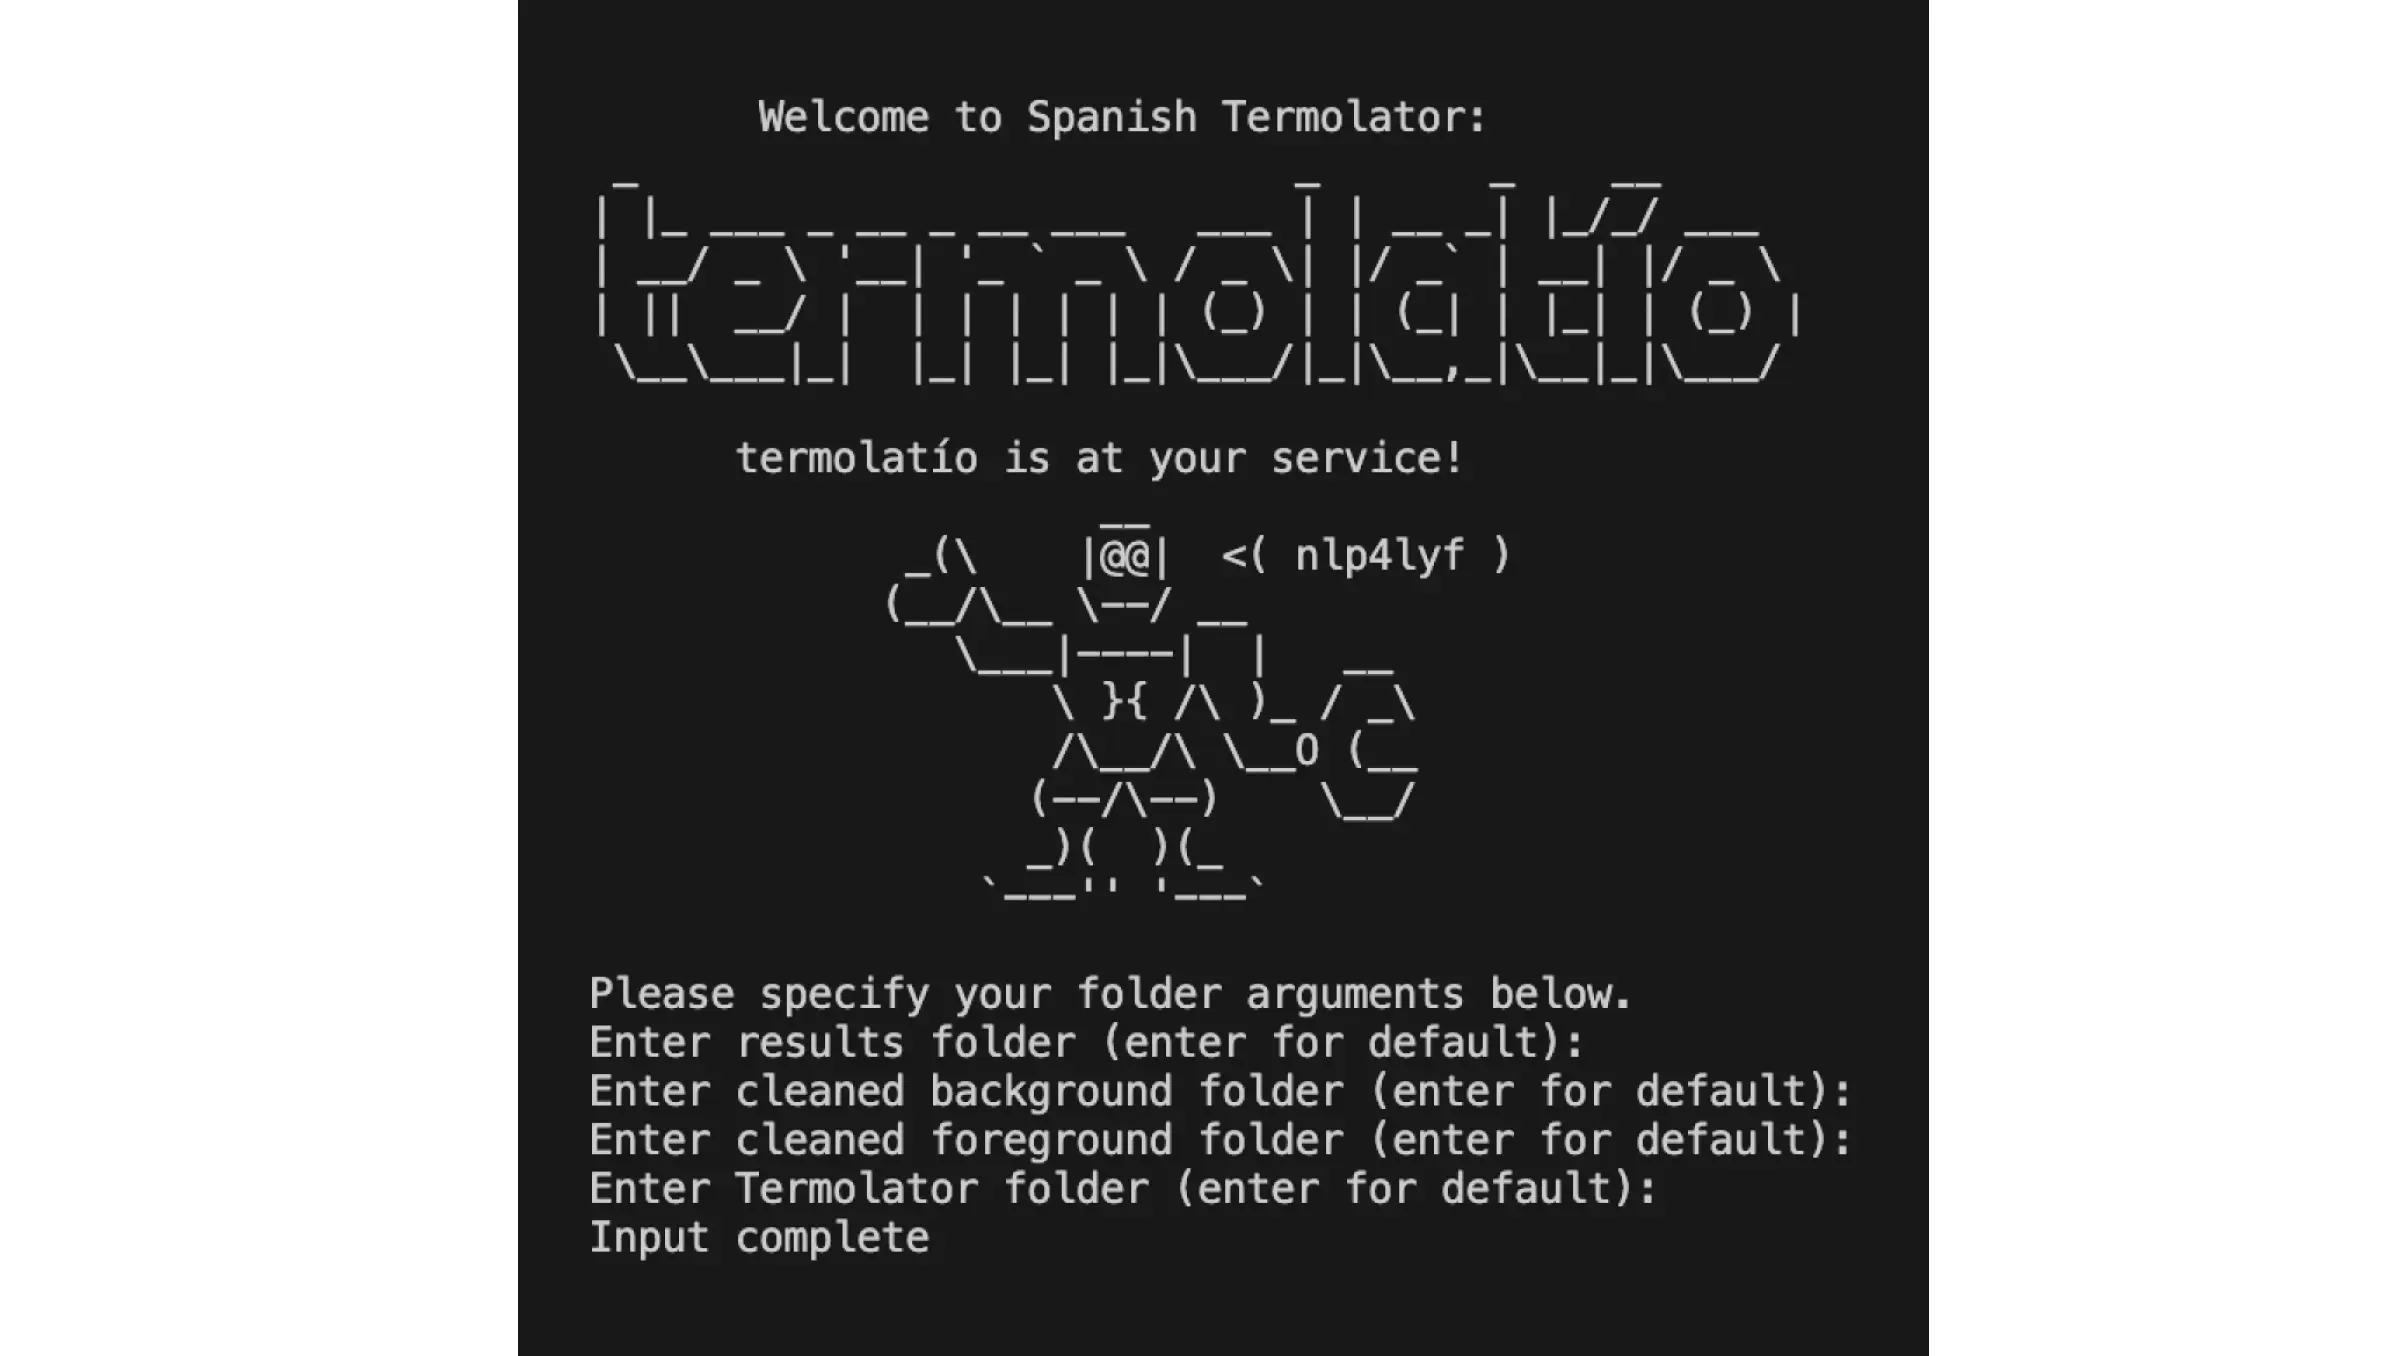 Welcome to Spanish Termolator:
termolatío
termolatío is at your service!
<( nlp4lyf )
Please specify your folder arguments below.
Enter results folder (enter for default):
Enter cleaned background folder (enter for default):
Enter cleaned foreground folder (enter for default):
Enter Termolator folder (enter for default):
Input complete